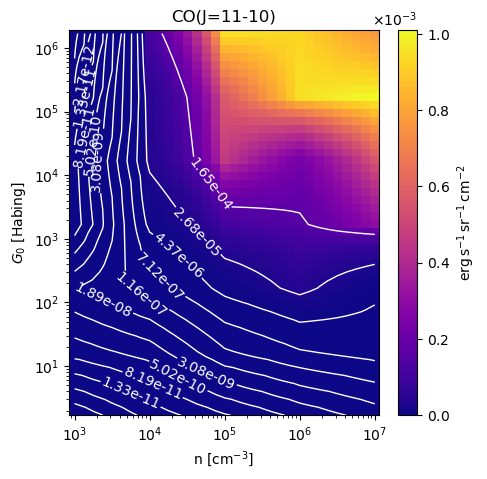 CO(J=11-10)
×10⁻³
10⁶
10⁵
10⁴
10³
10²
10¹
G₀ [Habing]
10³
10⁴
10⁵
10⁶
10⁷
n [cm⁻³]
1.0
0.8
0.6
0.4
0.2
0.0
erg s⁻¹ sr⁻¹ cm⁻²
1.65e-04
2.68e-05
4.37e-06
7.12e-07
1.16e-07
1.89e-08
3.08e-09
3.08e-09
5.02e-10
8.19e-11
1.33e-11